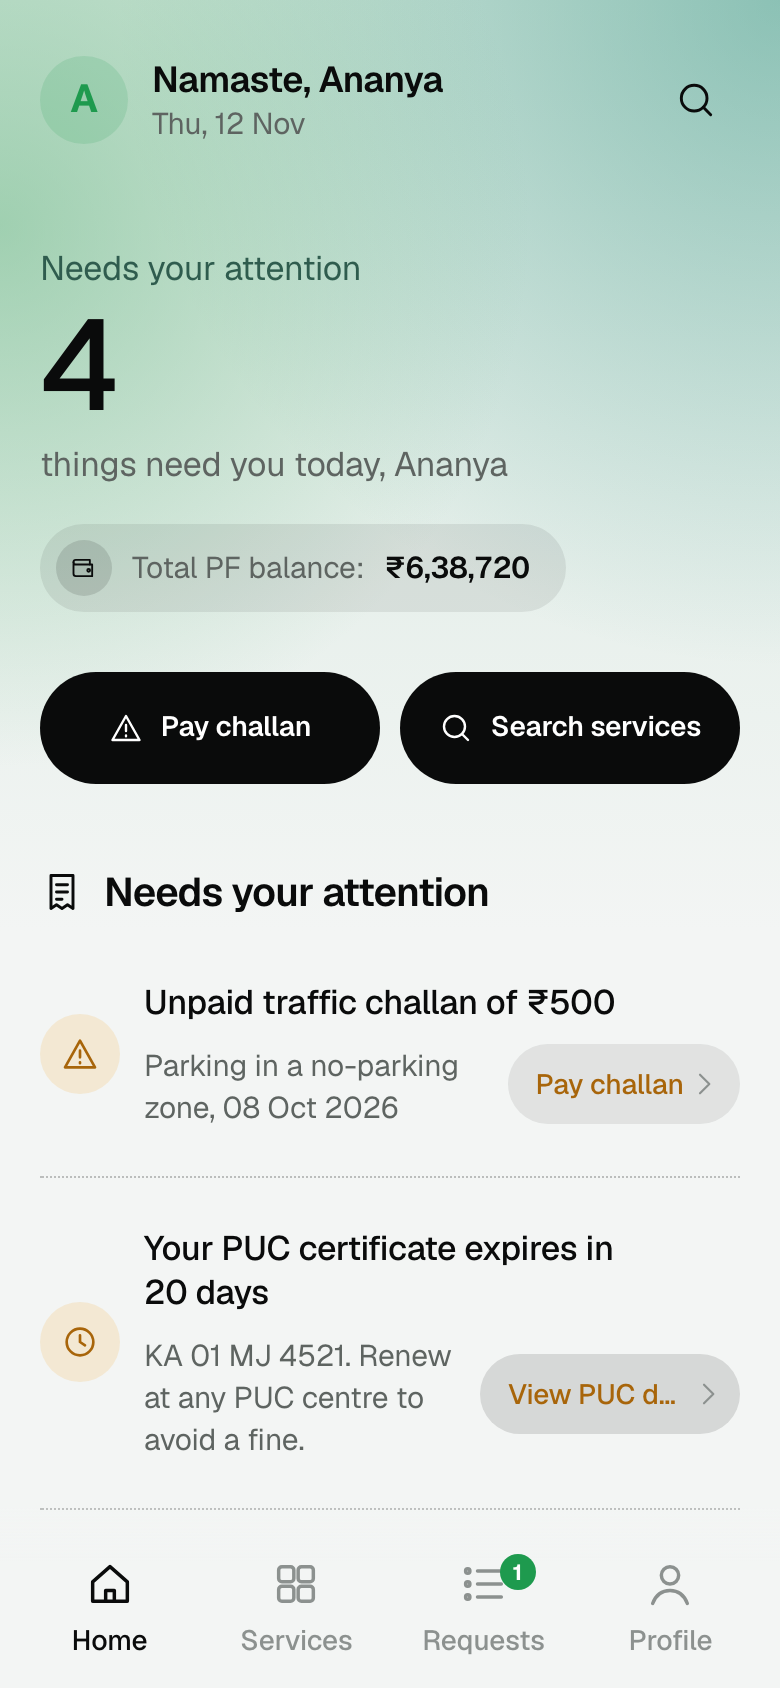 A
Namaste, Ananya
Thu, 12 Nov
Needs your attention
4
things need you today, Ananya
Total PF balance: ₹6,38,720
Pay challan
Search services
Needs your attention
Unpaid traffic challan of ₹500
Parking in a no-parking
zone, 08 Oct 2026
Pay challan
Your PUC certificate expires in
20 days
KA 01 MJ 4521. Renew
at any PUC centre to
avoid a fine.
View PUC d...
1
Home
Services
Requests
Profile